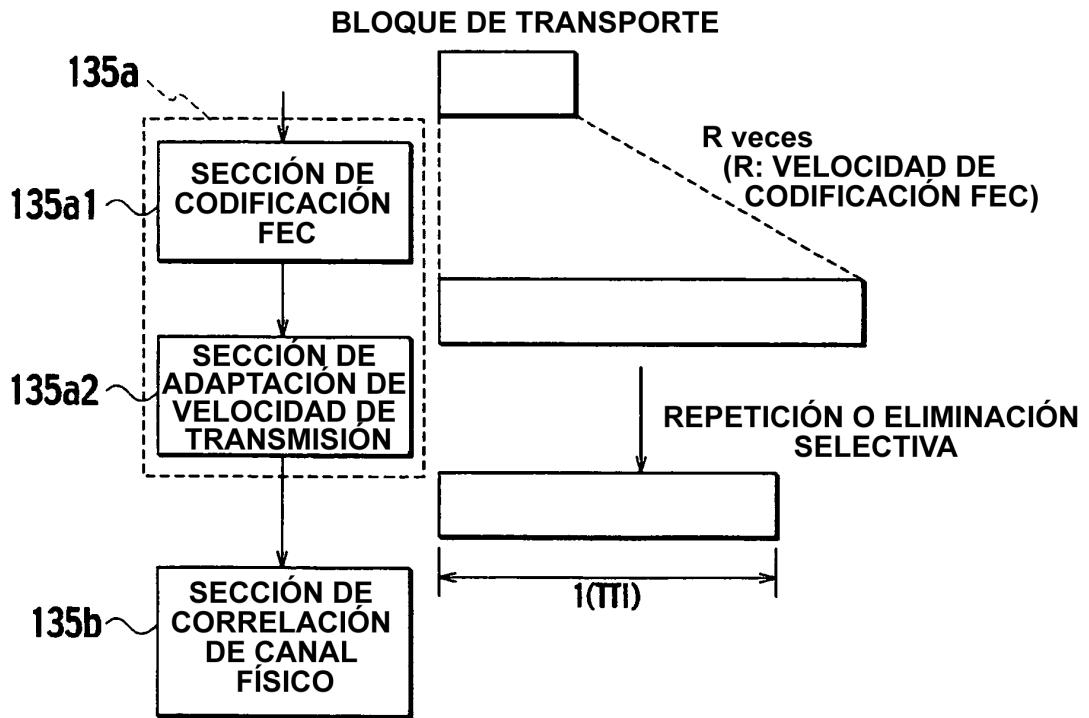 BLOQUE DE TRANSPORTE
135a
R veces
(R: VELOCIDAD DE
CODIFICACIÓN FEC)
135a1
SECCIÓN DE
CODIFICACIÓN
FEC
135a2
SECCIÓN DE
ADAPTACIÓN DE
VELOCIDAD DE
TRANSMISIÓN
REPETICIÓN O ELIMINACIÓN
SELECTIVA
1(TTI)
135b
SECCIÓN DE
CORRELACIÓN
DE CANAL
FÍSICO